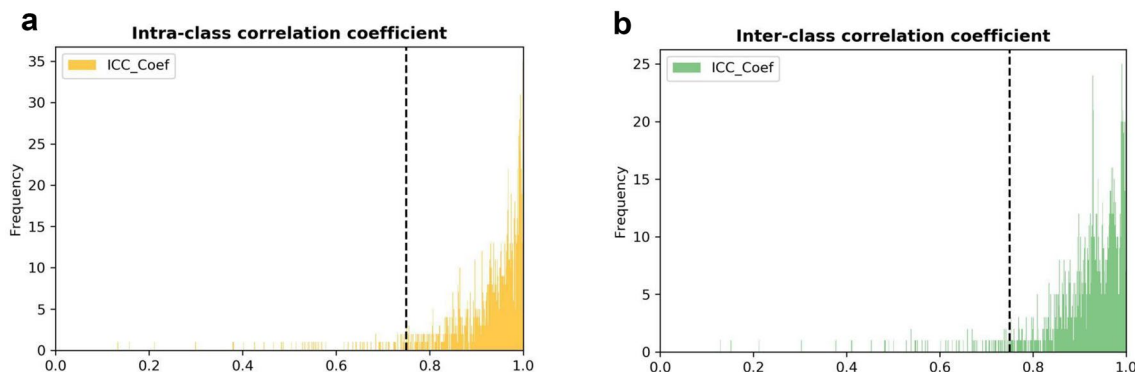 a
Intra-class correlation coefficient
ICC_Coef
Frequency
35
30
25
20
15
10
5
0
0.0 0.2 0.4 0.6 0.8 1.0
b
Inter-class correlation coefficient
ICC_Coef
Frequency
25
20
15
10
5
0
0.0 0.2 0.4 0.6 0.8 1.0